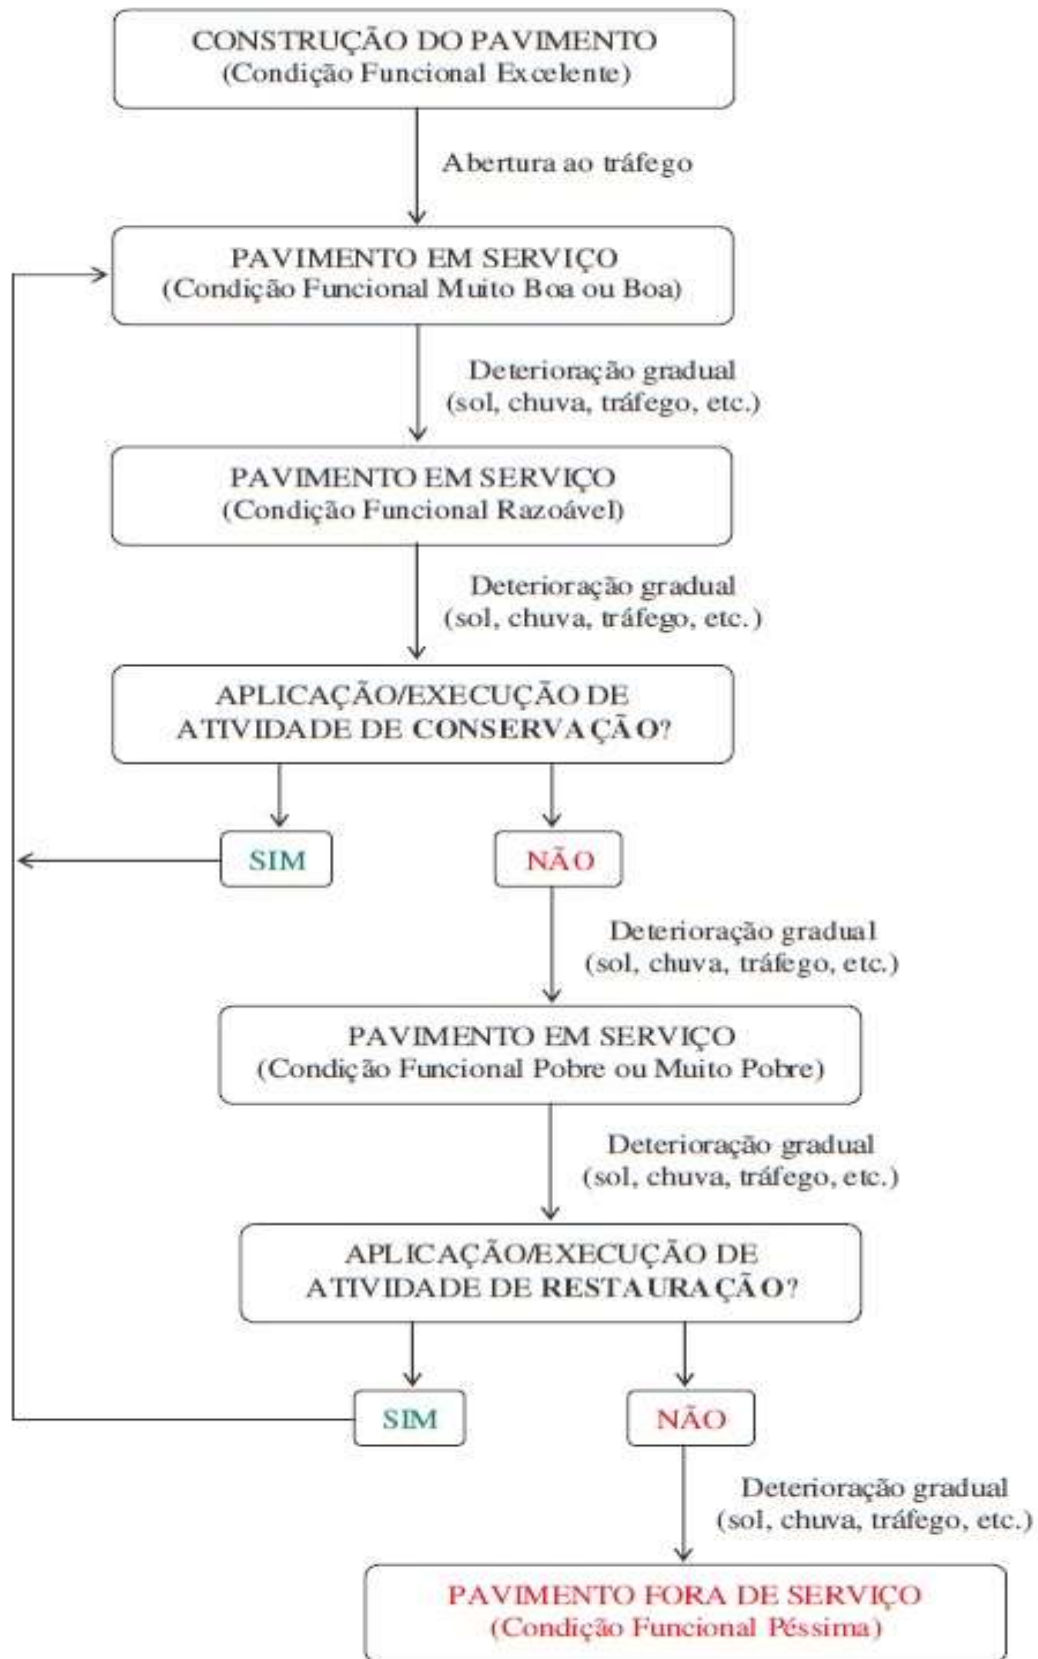 CONSTRUÇÃO DO PAVIMENTO
(Condição Funcional Excelente)
Abertura ao tráfego
PAVIMENTO EM SERVIÇO
(Condição Funcional Muito Boa ou Boa)
Deterioração gradual
(sol, chuva, tráfego, etc.)
PAVIMENTO EM SERVIÇO
(Condição Funcional Razoável)
Deterioração gradual
(sol, chuva, tráfego, etc.)
APLICAÇÃO/EXECUÇÃO DE
ATIVIDADE DE CONSERVAÇÃO?
SIM
NÃO
Deterioração gradual
(sol, chuva, tráfego, etc.)
PAVIMENTO EM SERVIÇO
(Condição Funcional Pobre ou Muito Pobre)
Deterioração gradual
(sol, chuva, tráfego, etc.)
APLICAÇÃO/EXECUÇÃO DE
ATIVIDADE DE RESTAURAÇÃO?
SIM
NÃO
Deterioração gradual
(sol, chuva, tráfego, etc.)
PAVIMENTO FORA DE SERVIÇO
(Condição Funcional Péssima)